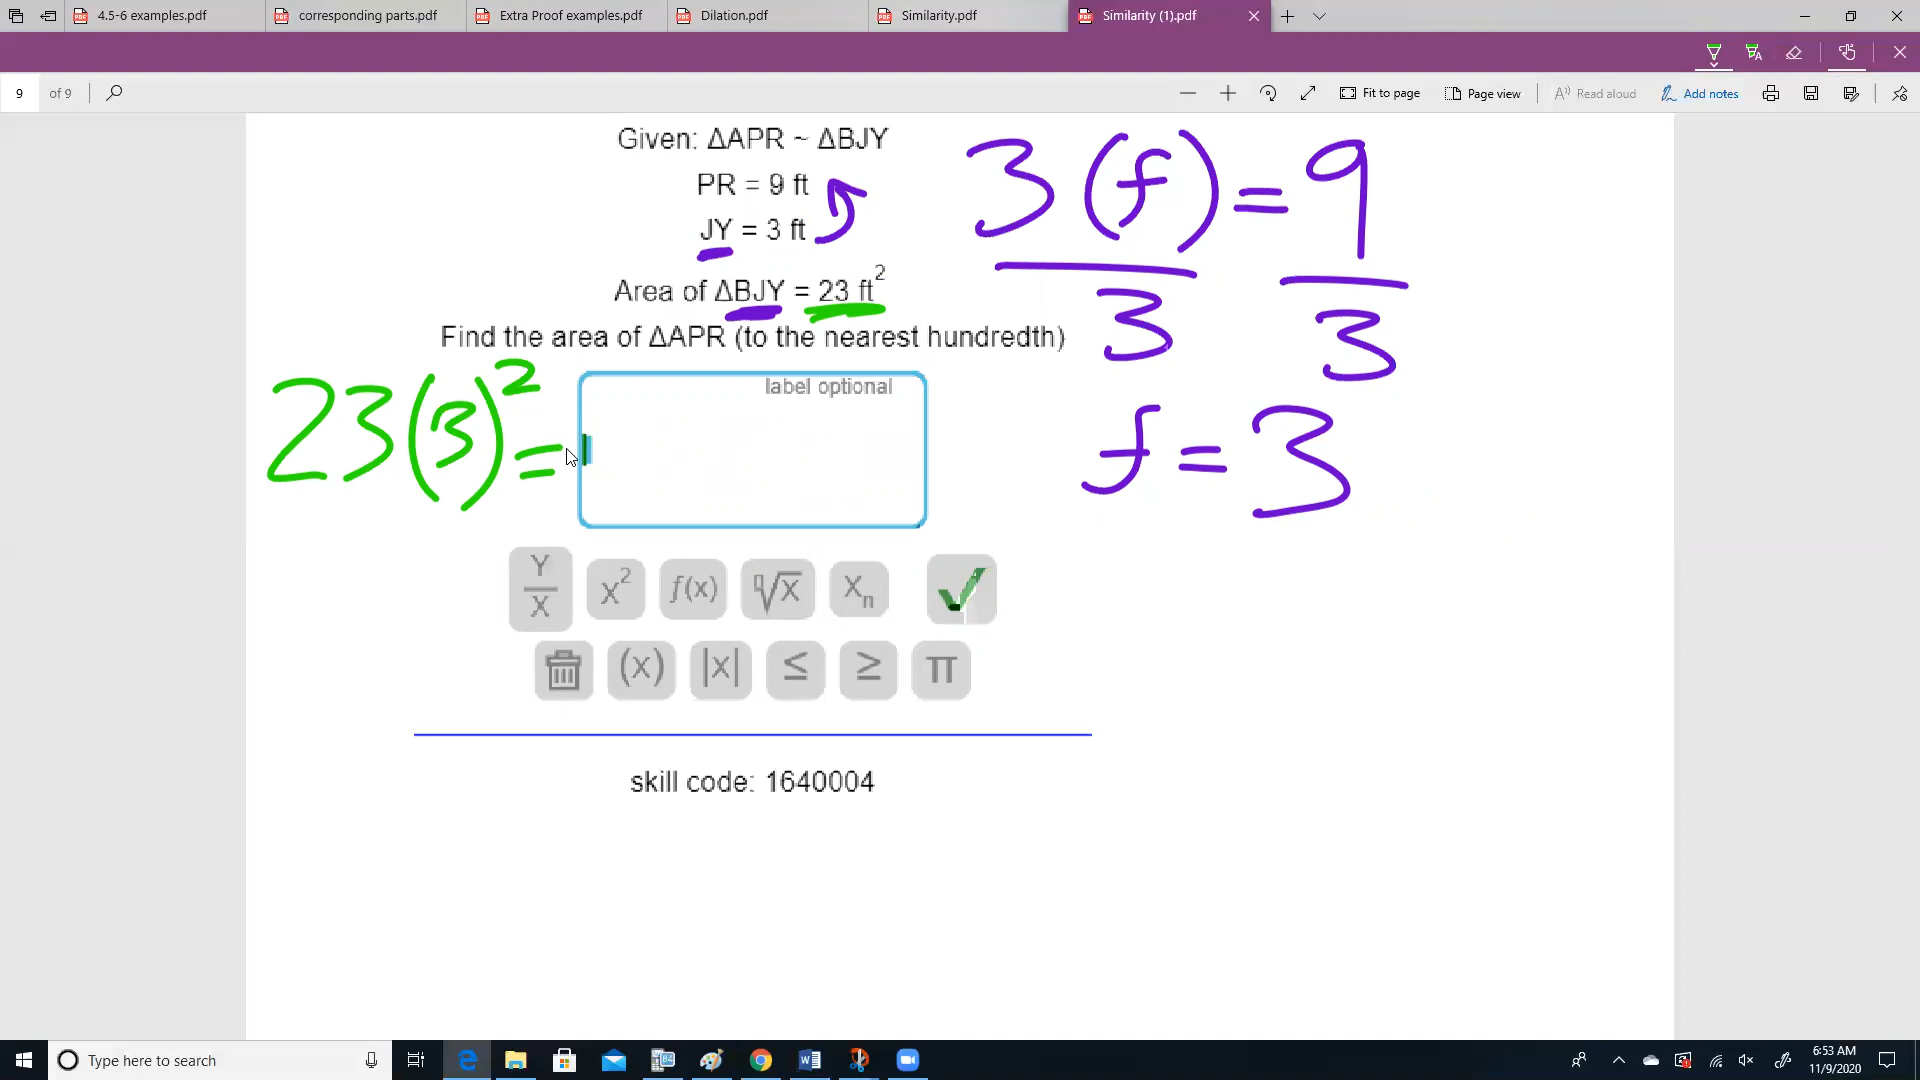 4.5-6 examples.pdf
corresponding parts.pdf
Extra Proof examples.pdf
Dilation.pdf
Similarity.pdf
Similarity (1).pdf
9 of 9
Fit to page
Page view
Read aloud
Add notes
Given: ΔAPR ~ ΔBJY
PR = 9 ft
JY = 3 ft
Area of ΔBJY = 23 ft²
Find the area of ΔAPR (to the nearest hundredth)
3(f) = 9
3 3
f = 3
23(3)² =
label optional
Y/X x² f(x) ⁿ√X Xn
(x) |x| ≤ ≥ π
skill code: 1640004
Type here to search
6:53 AM
11/9/2020